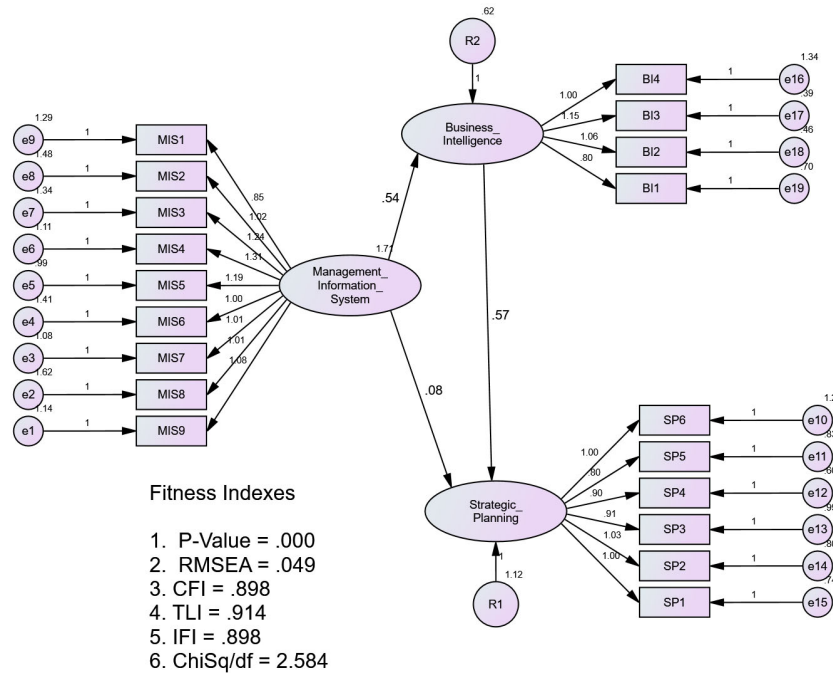 .62
R2
1
1.34
BI4
1
e16
1.00
.39
BI3
1
e17
1.15
Business_
Intelligence
.46
BI2
1
e18
1.06
.70
BI1
1
e19
.80
1.29
e9
1
MIS1
1.48
e8
1
MIS2
.85
1.34
e7
1
MIS3
1.02
1.11
e6
1
MIS4
1.24
.99
e5
1
MIS5
1.31
1.41
e4
1
MIS6
1.19
1.08
e3
1
MIS7
1.00
1.62
e2
1
MIS8
1.01
1.14
e1
1
MIS9
1.01
1.08
.54
1.71
Management_
Information_
System
.57
.08
SP6
1
e10
1.00
SP5
1
e11
.80
SP4
1
e12
.90
SP3
1
e13
.91
SP2
1
e14
1.03
SP1
1
e15
1.00
Strategic_
Planning
1
1.12
R1
Fitness Indexes
1. P-Value = .000
2. RMSEA = .049
3. CFI = .898
4. TLI = .914
5. IFI = .898
6. ChiSq/df = 2.584